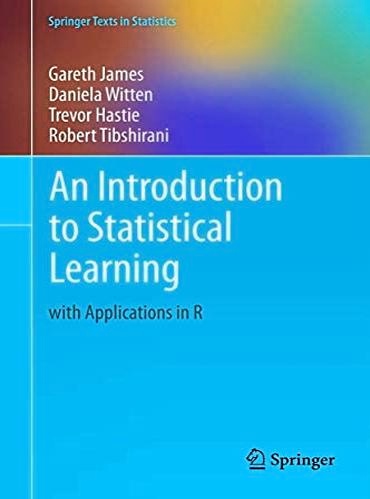 Springer Texts in Statistics
Gareth James
Daniela Witten
Trevor Hastie
Robert Tibshirani
An Introduction
to Statistical
Learning
with Applications in R
Springer